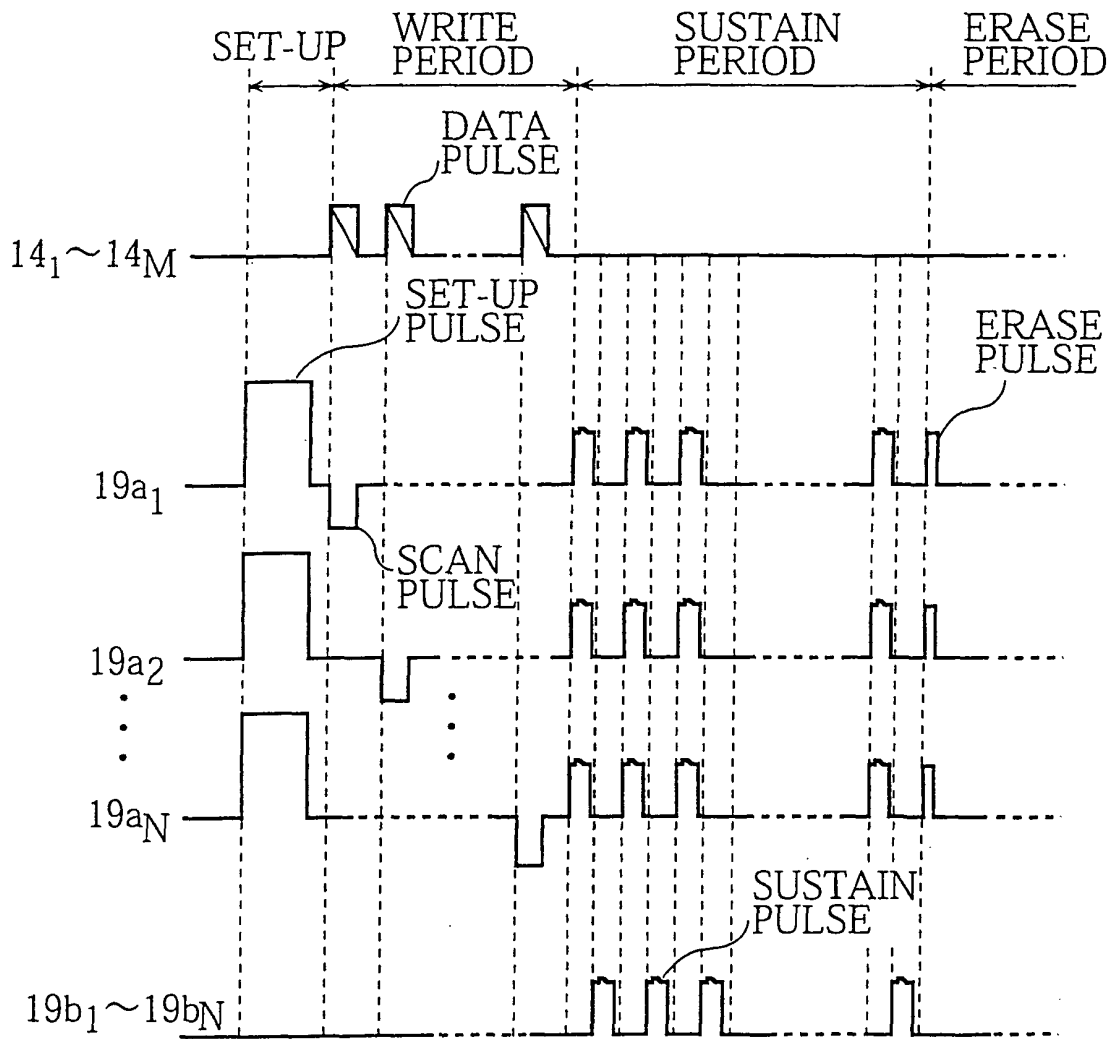 SET-UP
WRITE
PERIOD
SUSTAIN
PERIOD
ERASE
PERIOD
DATA
PULSE
14₁~14M
SET-UP
PULSE
ERASE
PULSE
19a₁
SCAN
PULSE
19a₂
19aN
SUSTAIN
PULSE
19b₁~19bN